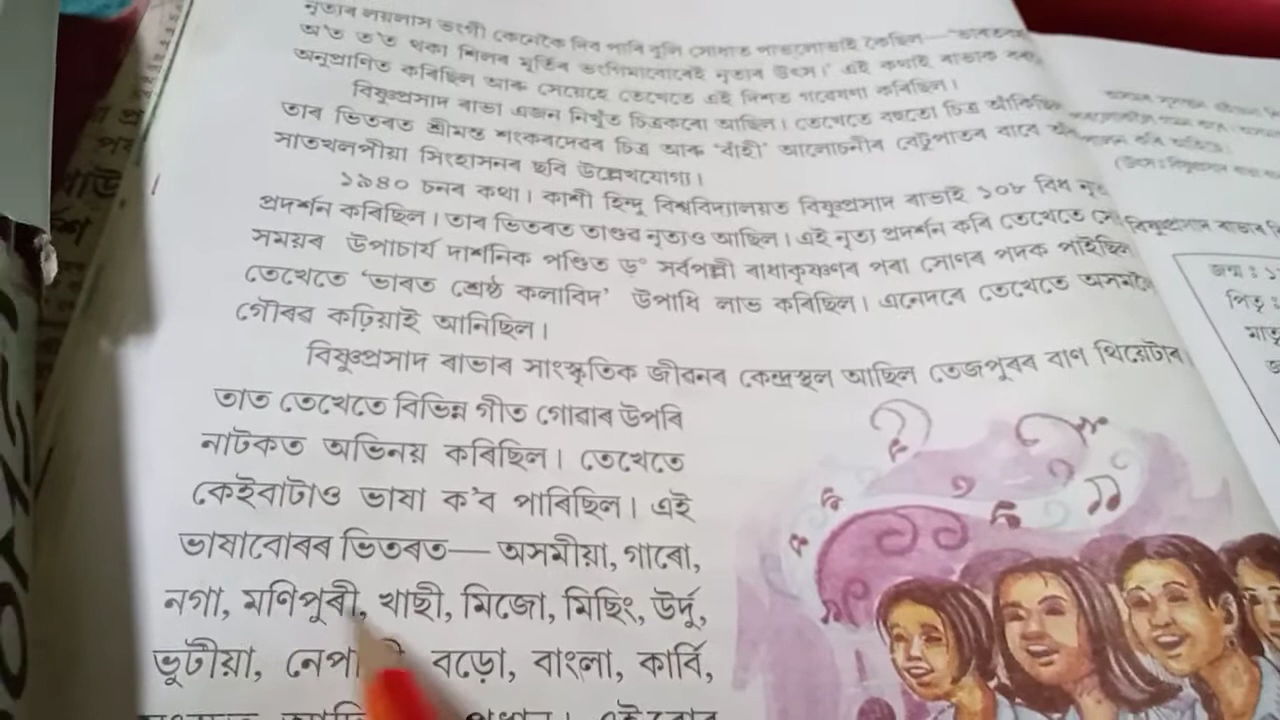 নৃত্যৰ লয়লাস ভংগী কেনেকৈ দিব পাৰি বুলি সোধাত পাভলোভাই কৈছিল—
অ'ত ত'ত থকা শিলৰ মূৰ্তিৰ ভংগিমাবোৰেই নৃত্যৰ উৎস।' এই কথাই ৰাভাক
অনুপ্ৰাণিত কৰিছিল আৰু সেয়েহে তেখেতে এই দিশত গৱেষণা কৰিছিল।
বিষ্ণুপ্ৰসাদ ৰাভা এজন নিখুঁত চিত্ৰকৰো আছিল। তেখেতে বহুতো চিত্ৰ আঁকিছিল
তাৰ ভিতৰত শ্ৰীমন্ত শংকৰদেৱৰ চিত্ৰ আৰু 'বাঁহী' আলোচনীৰ বেটুপাতৰ বাবে
সাতখলপীয়া সিংহাসনৰ ছবি উল্লেখযোগ্য।
১৯৪০ চনৰ কথা। কাশী হিন্দু বিশ্ববিদ্যালয়ত বিষ্ণুপ্ৰসাদ ৰাভাই ১০৮ বিধ নৃত্য
প্ৰদৰ্শন কৰিছিল। তাৰ ভিতৰত তাণ্ডৱ নৃত্যও আছিল। এই নৃত্য প্ৰদৰ্শন কৰি তেখেতে
সময়ৰ উপাচাৰ্য দাৰ্শনিক পণ্ডিত ড° সৰ্বপল্লী ৰাধাকৃষ্ণণৰ পৰা সোণৰ পদক পাইছিল
তেখেতে 'ভাৰত শ্ৰেষ্ঠ কলাবিদ' উপাধি লাভ কৰিছিল। এনেদৰে তেখেতে অসমলৈ
গৌৰৱ কঢ়িয়াই আনিছিল।
বিষ্ণুপ্ৰসাদ ৰাভাৰ সাংস্কৃতিক জীৱনৰ কেন্দ্ৰস্থল আছিল তেজপুৰৰ বাণ থিয়েটাৰ
তাত তেখেতে বিভিন্ন গীত গোৱাৰ উপৰি
নাটকত অভিনয় কৰিছিল। তেখেতে
কেইবাটাও ভাষা ক'ব পাৰিছিল। এই
ভাষাবোৰৰ ভিতৰত— অসমীয়া, গাৰো,
নগা, মণিপুৰী, খাছী, মিজো, মিছিং, উৰ্দু,
ভূটীয়া, বড়ো, বাংলা, কাৰ্বি,
বিষ্ণুপ্ৰসাদ ৰাভাৰ
জন্ম : ১
পিতৃ :